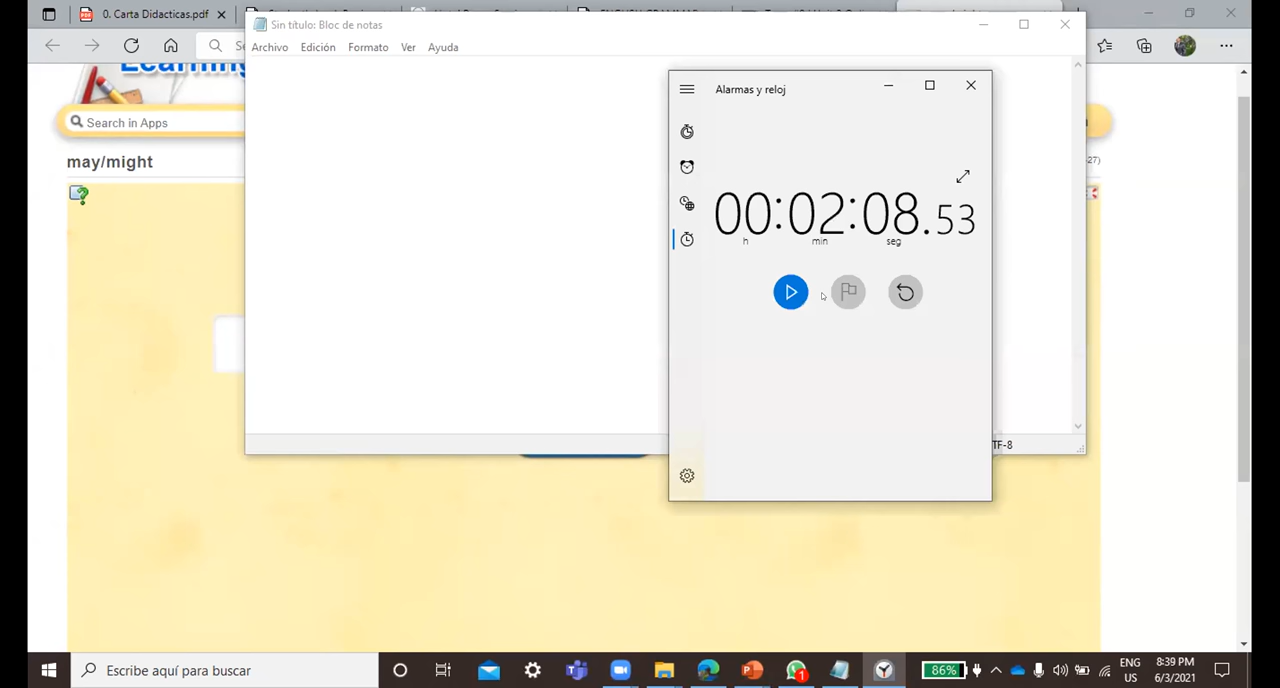 0. Carta Didacticas.pdf
Sin título: Bloc de notas
Archivo Edición Formato Ver Ayuda
Search in Apps
may/might
Alarmas y reloj
00:02:08.53
h min seg
TF-8
86%
Escribe aquí para buscar
1
ENG
US
8:39 PM
6/3/2021